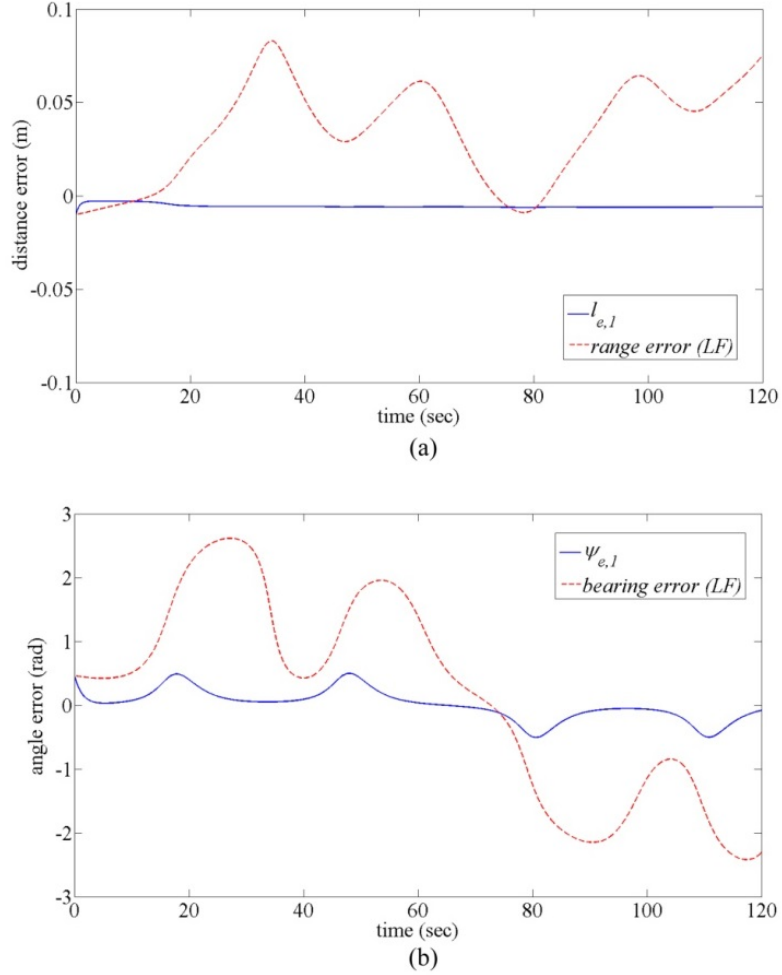 0.1
0.05
0
-0.05
-0.1
distance error (m)
l e,1
range error (LF)
0 20 40 60 80 100 120
time (sec)
(a)
3
2
1
0
-1
-2
-3
angle error (rad)
ψ e,1
bearing error (LF)
0 20 40 60 80 100 120
time (sec)
(b)